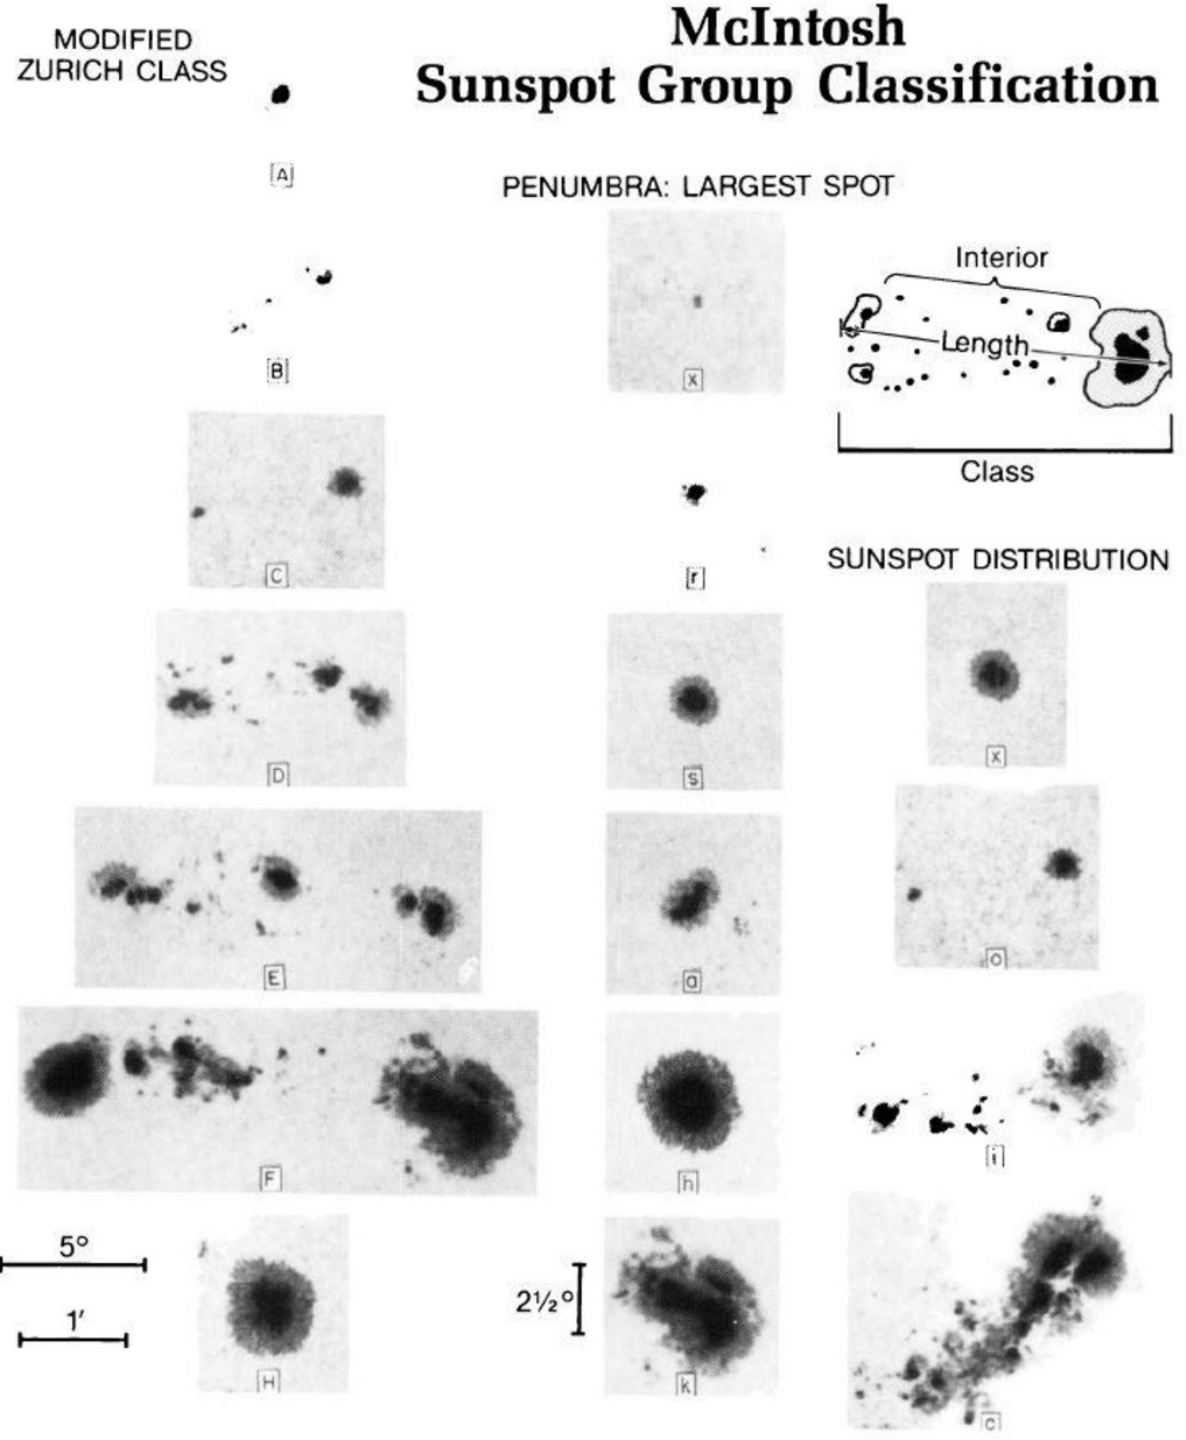 McIntosh
Sunspot Group Classification
MODIFIED
ZURICH CLASS
A
B
C
D
E
F
H
5°
1'
PENUMBRA: LARGEST SPOT
x
r
s
a
h
k
2½°
Interior
Length
Class
SUNSPOT DISTRIBUTION
x
o
i
c